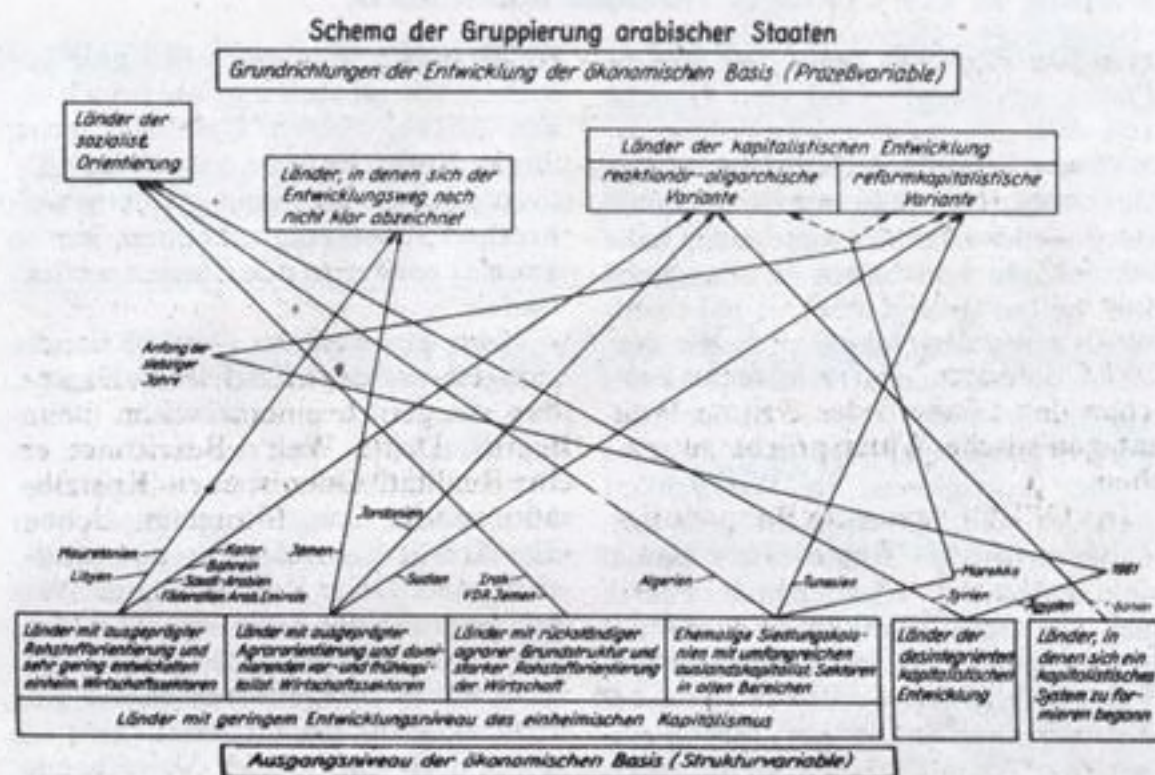 Schema der Gruppierung arabischer Staaten
Grundrichtungen der Entwicklung der ökonomischen Basis (Prozeßvariable)
Länder der
sozialist.
Orientierung
Länder, in denen sich der
Entwicklungsweg noch
nicht klar abzeichnet
Länder der kapitalistischen Entwicklung
reaktionär-oligarchische
Variante
reformkapitalistische
Variante
Anfang der
siebziger
Jahre
Jordanien
Mauretanien
Libyen
Katar
Bahrein
Saudi-Arabien
Föderation Arab. Emirate
Jemen
Sudan
Irak
VDR Jemen
Algerien
Tunesien
Marokko
Syrien
1961
Ägypten
Länder mit ausgeprägter
Rohstofforientierung und
sehr gering entwickelten
einheim. Wirtschaftssektoren
Länder mit ausgeprägter
Agrarorientierung und domi-
nierenden vor- und frühkapi-
talist. Wirtschaftssektoren
Länder mit rückständiger
agrarer Grundstruktur und
starker Rohstofforientierung
der Wirtschaft
Ehemalige Siedlungskolo-
nien mit umfangreichen
auslandskapitalist. Sektoren
in allen Bereichen
Länder der
desintegrierten
kapitalistischen
Entwicklung
Länder, in
denen sich ein
kapitalistisches
System zu for-
mieren begann
Länder mit geringem Entwicklungsniveau des einheimischen Kapitalismus
Ausgangsniveau der ökonomischen Basis (Strukturvariable)